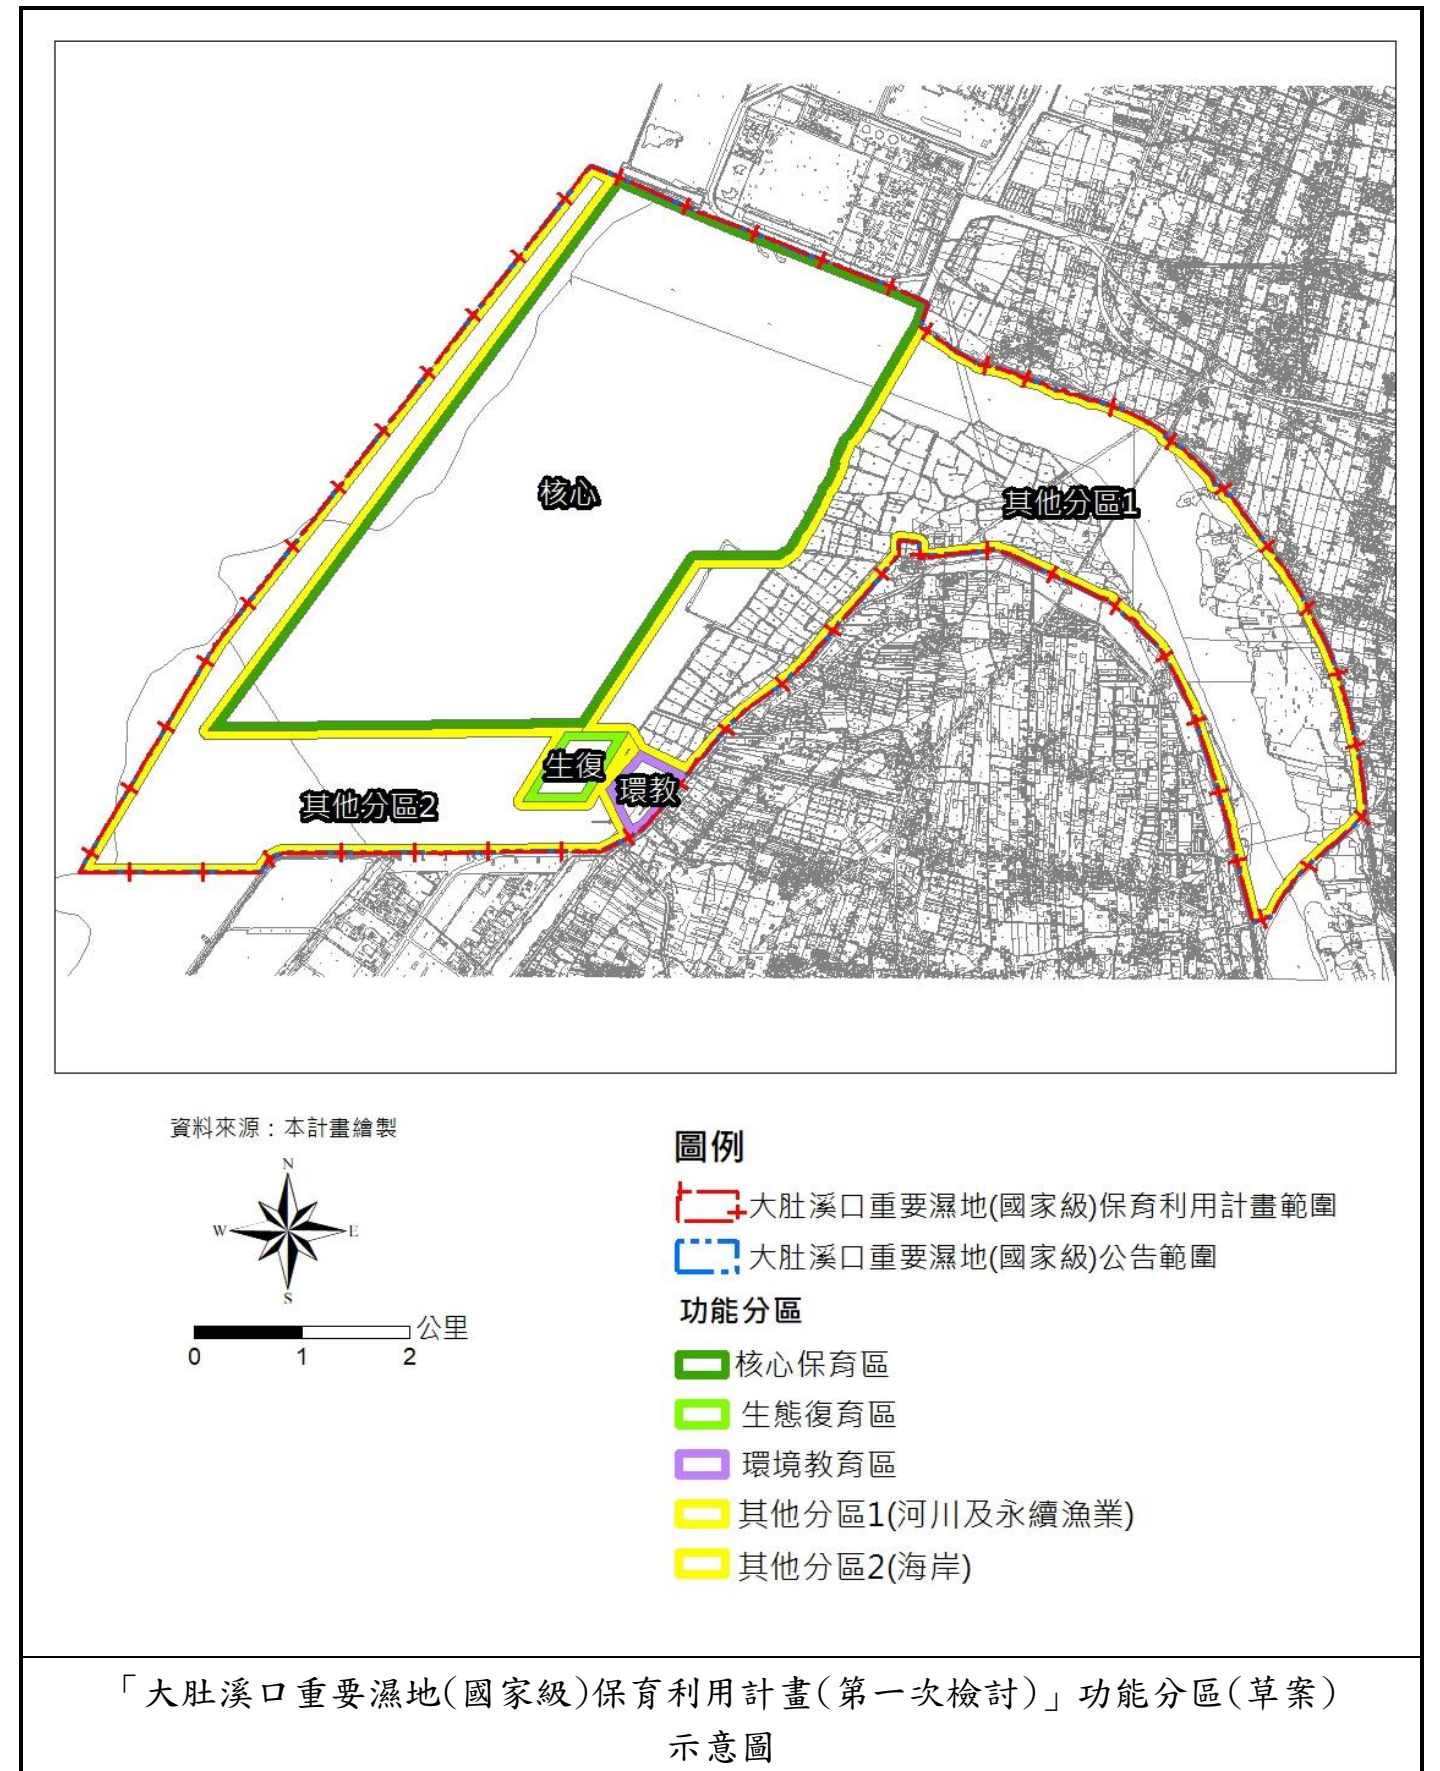 核心
其他分區1
生復
環教
其他分區2
資料來源：本計畫繪製
N
W
E
S
公里
0
1
2
圖例
大肚溪口重要濕地(國家級)保育利用計畫範圍
大肚溪口重要濕地(國家級)公告範圍
功能分區
核心保育區
生態復育區
環境教育區
其他分區1(河川及永續漁業)
其他分區2(海岸)
「大肚溪口重要濕地(國家級)保育利用計畫(第一次檢討)」功能分區(草案)
示意圖